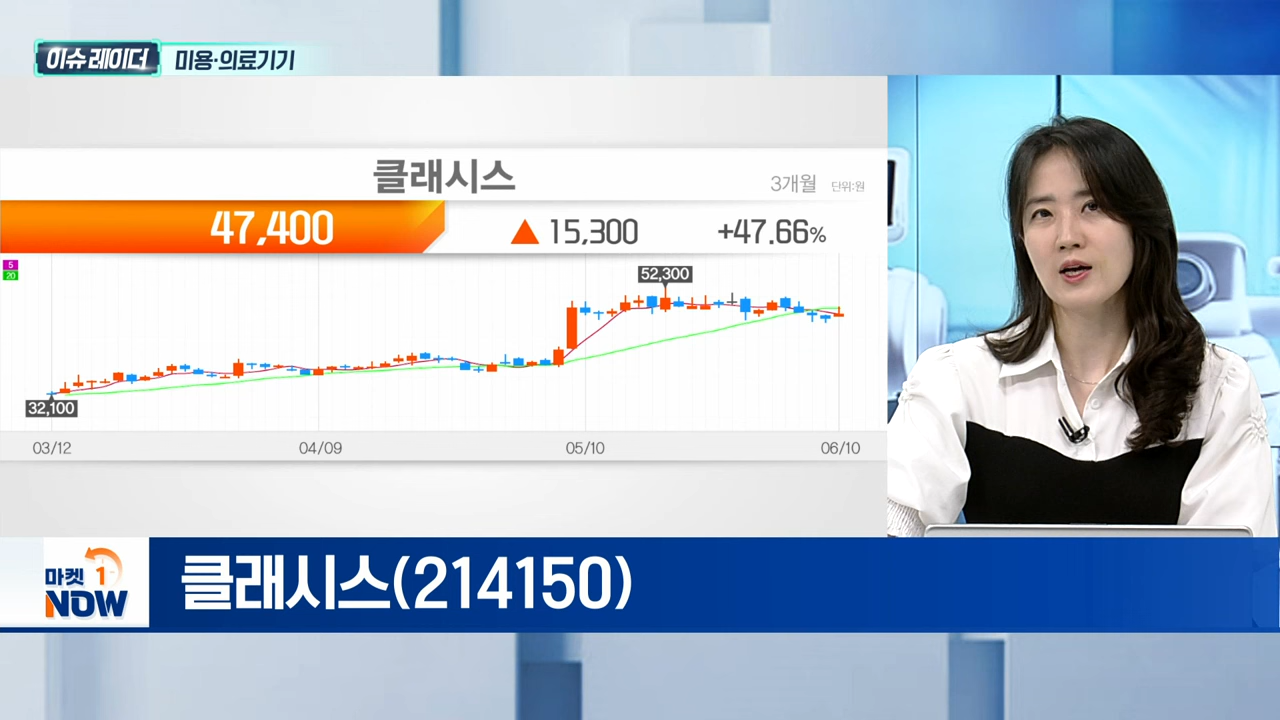 이슈 레이더 미용·의료기기
클래시스
3개월 단위:원
47,400 ▲ 15,300 +47.66%
5
20
52,300
32,100
03/12 04/09 05/10 06/10
마켓 1
NOW
클래시스(214150)